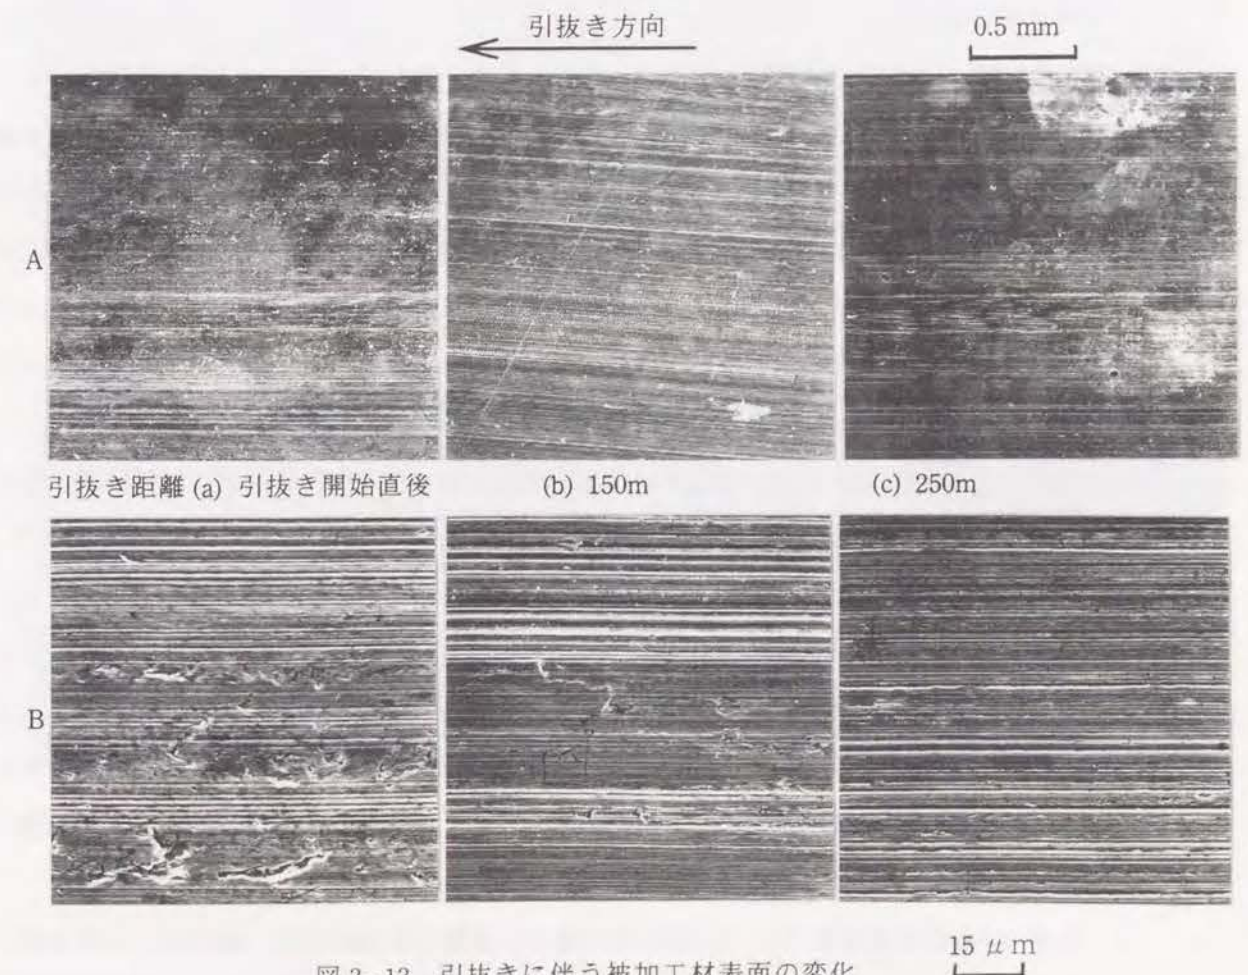 引抜き方向
0.5 mm
A
引抜き距離 (a) 引抜き開始直後
(b) 150m
(c) 250m
B
15 μm
引抜きに伴う被加工材表面の変化